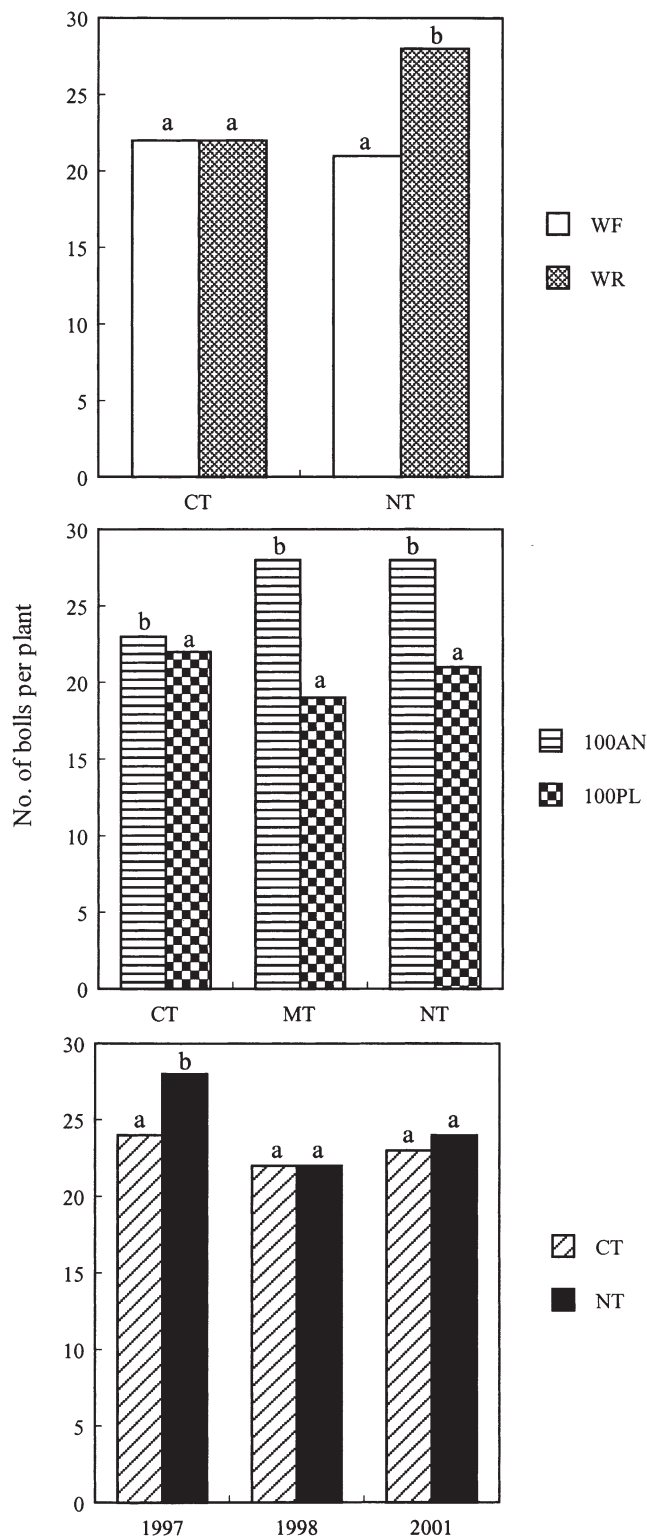 No. of bolls per plant
30
25
20
15
10
5
0
a a a b
CT NT
WF
WR
30
25
20
15
10
5
0
b a b a b a
CT MT NT
100AN
100PL
30
25
20
15
10
5
0
a b a a a a
1997 1998 2001
CT
NT